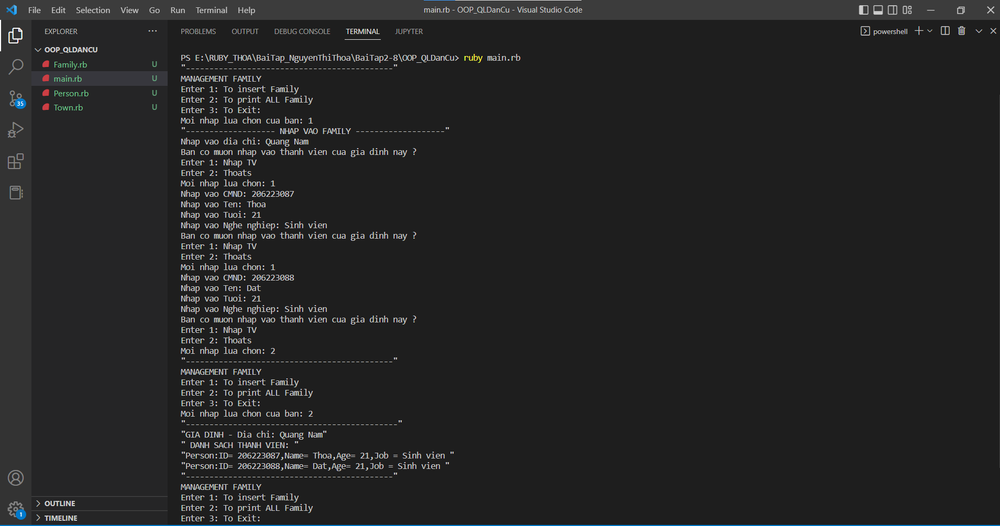 File Edit Selection View Go Run Terminal Help
main.rb - OOP_QLDanCu - Visual Studio Code
EXPLORER
OOP_QLDANCU
Family.rb U
main.rb U
Person.rb U
Town.rb U
35
1
OUTLINE
TIMELINE
PROBLEMS OUTPUT DEBUG CONSOLE TERMINAL JUPYTER
powershell
PS E:\RUBY_THOA\BaiTap_NguyenThiThoa\BaiTap2-8\OOP_QLDanCu> ruby main.rb
"--------------------------------------------"
MANAGEMENT FAMILY
Enter 1: To insert Family
Enter 2: To print ALL Family
Enter 3: To Exit:
Moi nhap lua chon cua ban: 1
"------------------- NHAP VAO FAMILY -------------------"
Nhap vao dia chi: Quang Nam
Ban co muon nhap vao thanh vien cua gia dinh nay ?
Enter 1: Nhap TV
Enter 2: Thoats
Moi nhap lua chon: 1
Nhap vao CMND: 206223087
Nhap vao Ten: Thoa
Nhap vao Tuoi: 21
Nhap vao Nghe nghiep: Sinh vien
Ban co muon nhap vao thanh vien cua gia dinh nay ?
Enter 1: Nhap TV
Enter 2: Thoats
Moi nhap lua chon: 1
Nhap vao CMND: 206223088
Nhap vao Ten: Dat
Nhap vao Tuoi: 21
Nhap vao Nghe nghiep: Sinh vien
Ban co muon nhap vao thanh vien cua gia dinh nay ?
Enter 1: Nhap TV
Enter 2: Thoats
Moi nhap lua chon: 2
"--------------------------------------------"
MANAGEMENT FAMILY
Enter 1: To insert Family
Enter 2: To print ALL Family
Enter 3: To Exit:
Moi nhap lua chon cua ban: 2
"---------------------------------------------"
"GIA DINH - Dia chi: Quang Nam"
" DANH SACH THANH VIEN: "
"Person:ID= 206223087,Name= Thoa,Age= 21,Job = Sinh vien "
"Person:ID= 206223088,Name= Dat,Age= 21,Job = Sinh vien "
"--------------------------------------------"
MANAGEMENT FAMILY
Enter 1: To insert Family
Enter 2: To print ALL Family
Enter 3: To Exit: